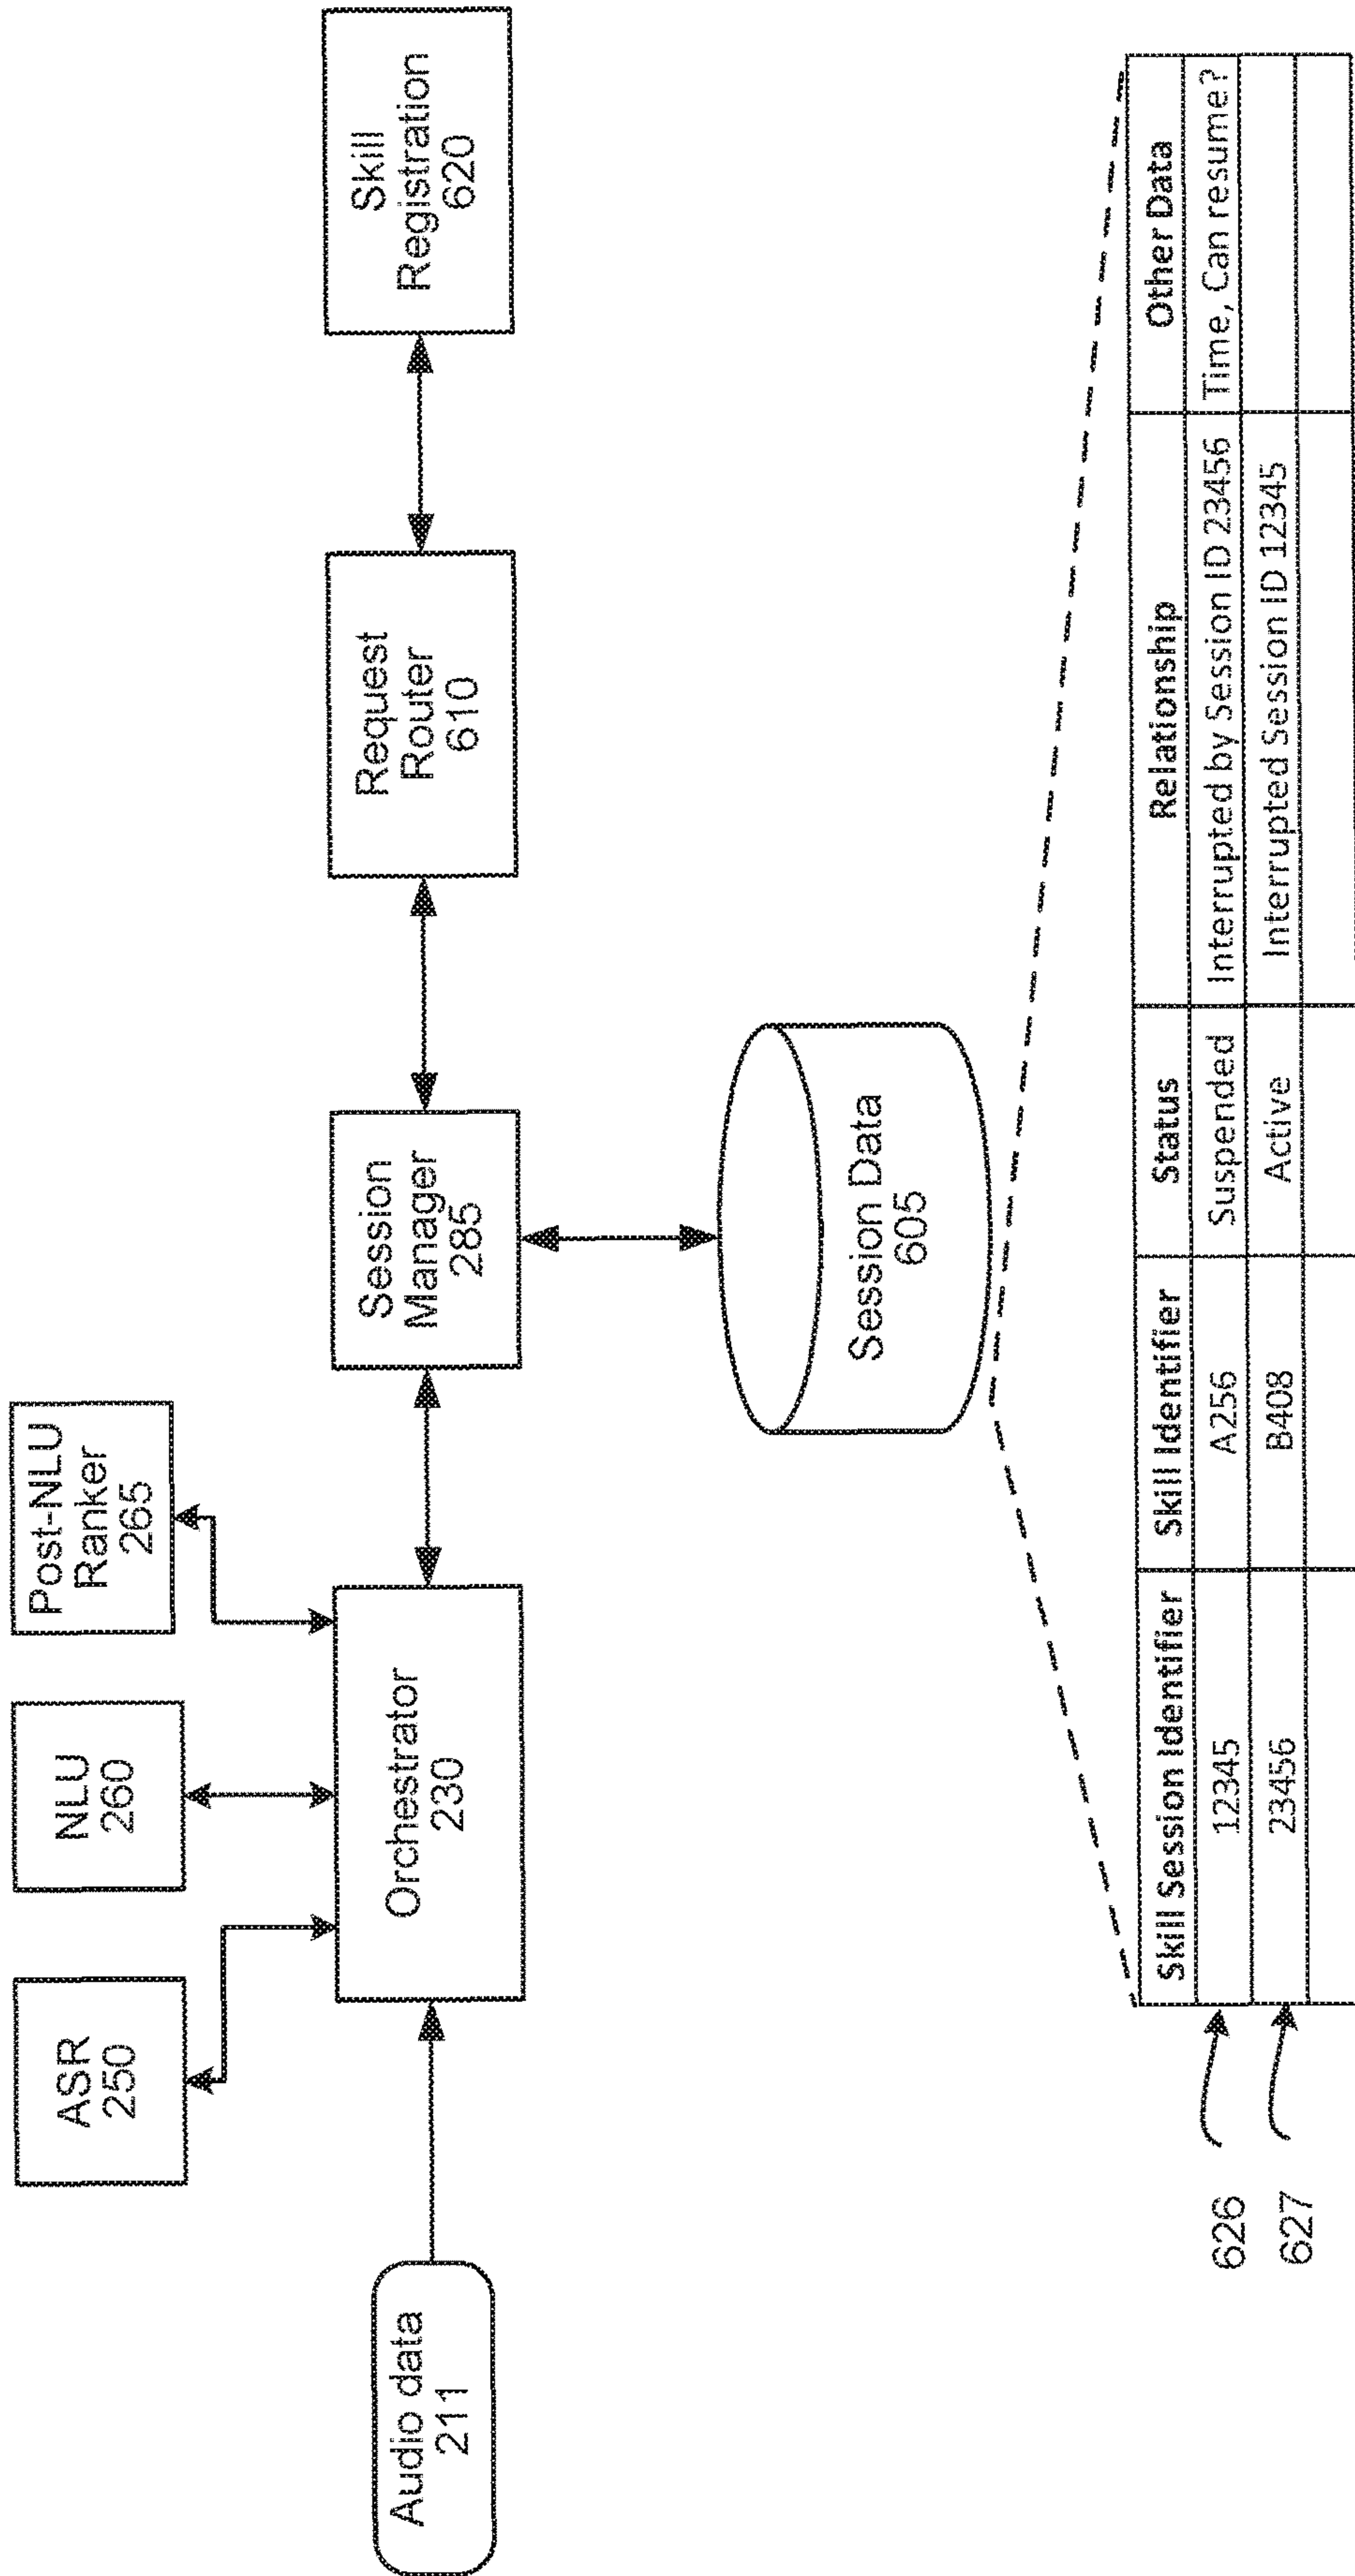 ASR
250
NLU
260
Post-NLU
Ranker
265
Audio data
211
Orchestrator
230
Session
Manager
285
Request
Router
610
Skill
Registration
620
Session Data
605
Skill Session Identifier Skill Identifier Status Relationship Other Data
626 12345 A256 Suspended Interrupted by Session ID 23456 Time, Can resume?
627 23456 B408 Active Interrupted Session ID 12345